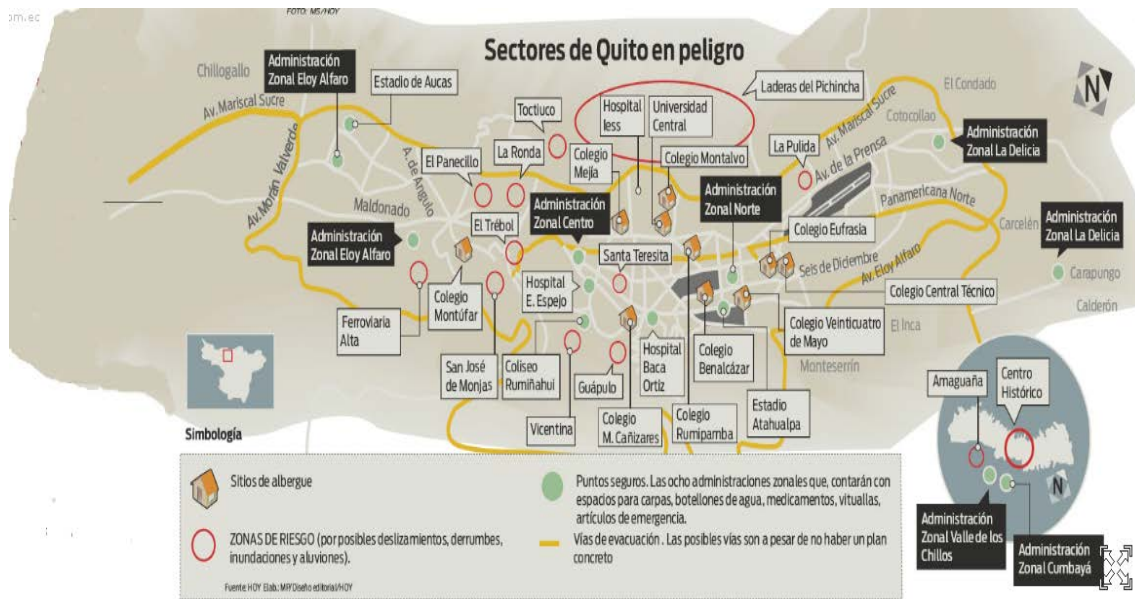 om.ec
FOTO: MS/HOY
Sectores de Quito en peligro
Chillogallo
Administración
Zonal Eloy Alfaro
Estadio de Aucas
Av. Mariscal Sucre
Av. Morán Valverde
A. de Angulo
Toctiuco
La Ronda
El Panecillo
Hospital
Iess
Universidad
Central
Laderas del Pichincha
Colegio
Mejía
Colegio Montalvo
La Pulida
Av. Mariscal Sucre
Av. de la Prensa
El Condado
Cotocollao
N
Administración
Zonal La Delicia
Panamericana Norte
Maldonado
Administración
Zonal Eloy Alfaro
El Trébol
Administración
Zonal Centro
Administración
Zonal Norte
Santa Teresita
Colegio Eufrasia
Seis de Diciembre
Av. Eloy Alfaro
Carcelén
Administración
Zonal La Delicia
Carapungo
Calderón
Ferroviaria
Alta
Colegio
Montúfar
Hospital
E. Espejo
Colegio Central Técnico
San José
de Monjas
Coliseo
Rumiñahui
Vicentina
Guápulo
Colegio
M. Cañizares
Hospital
Baca
Ortiz
Colegio
Rumipamba
Colegio
Benalcázar
Estadio
Atahualpa
Colegio Veinticuatro
de Mayo
El Inca
Monteserrín
Amaguaña
Centro
Histórico
N
Administración
Zonal Valle de los
Chillos
Administración
Zonal Cumbayá
Simbología
Sitios de albergue
ZONAS DE RIESGO (por posibles deslizamientos, derrumbes,
inundaciones y aluviones).
Puntos seguros. Las ocho administraciones zonales que, contarán con
espacios para carpas, botellones de agua, medicamentos, vituallas,
artículos de emergencia.
Vías de evacuación . Las posibles vías son a pesar de no haber un plan
concreto
Fuente: HOY Elab.: MP/Diseño editorial/HOY